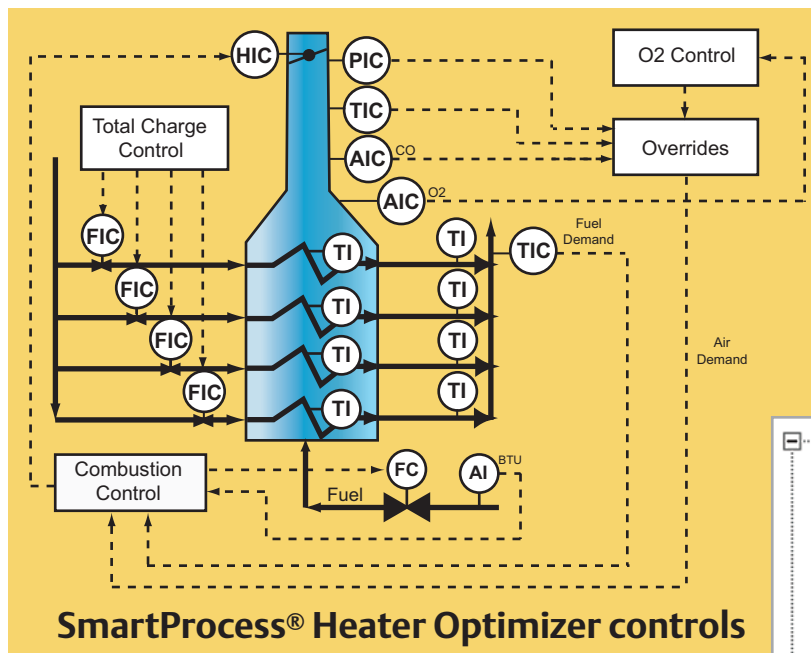 HIC
PIC
O2 Control
TIC
Total Charge
Control
Overrides
AIC CO
AIC O2
FIC
TI
TI
TIC
Fuel
Demand
FIC
TI
TI
FIC
TI
TI
Air
Demand
FIC
TI
TI
Combustion
Control
FC
AI BTU
Fuel
SmartProcess® Heater Optimizer controls